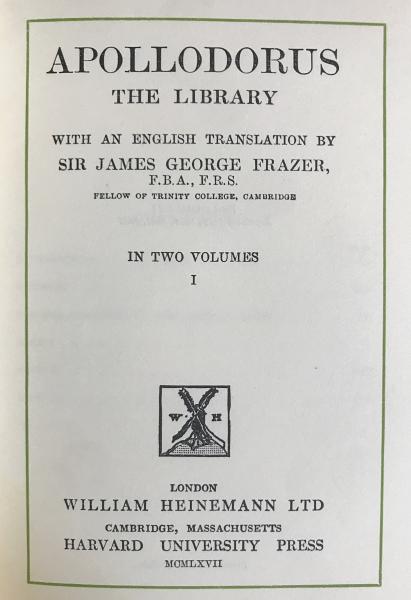 APOLLODORUS
THE LIBRARY
WITH AN ENGLISH TRANSLATION BY
SIR JAMES GEORGE FRAZER,
F.B.A., F.R.S.
FELLOW OF TRINITY COLLEGE, CAMBRIDGE
IN TWO VOLUMES
I
W H
LONDON
WILLIAM HEINEMANN LTD
CAMBRIDGE, MASSACHUSETTS
HARVARD UNIVERSITY PRESS
MCMLXVII